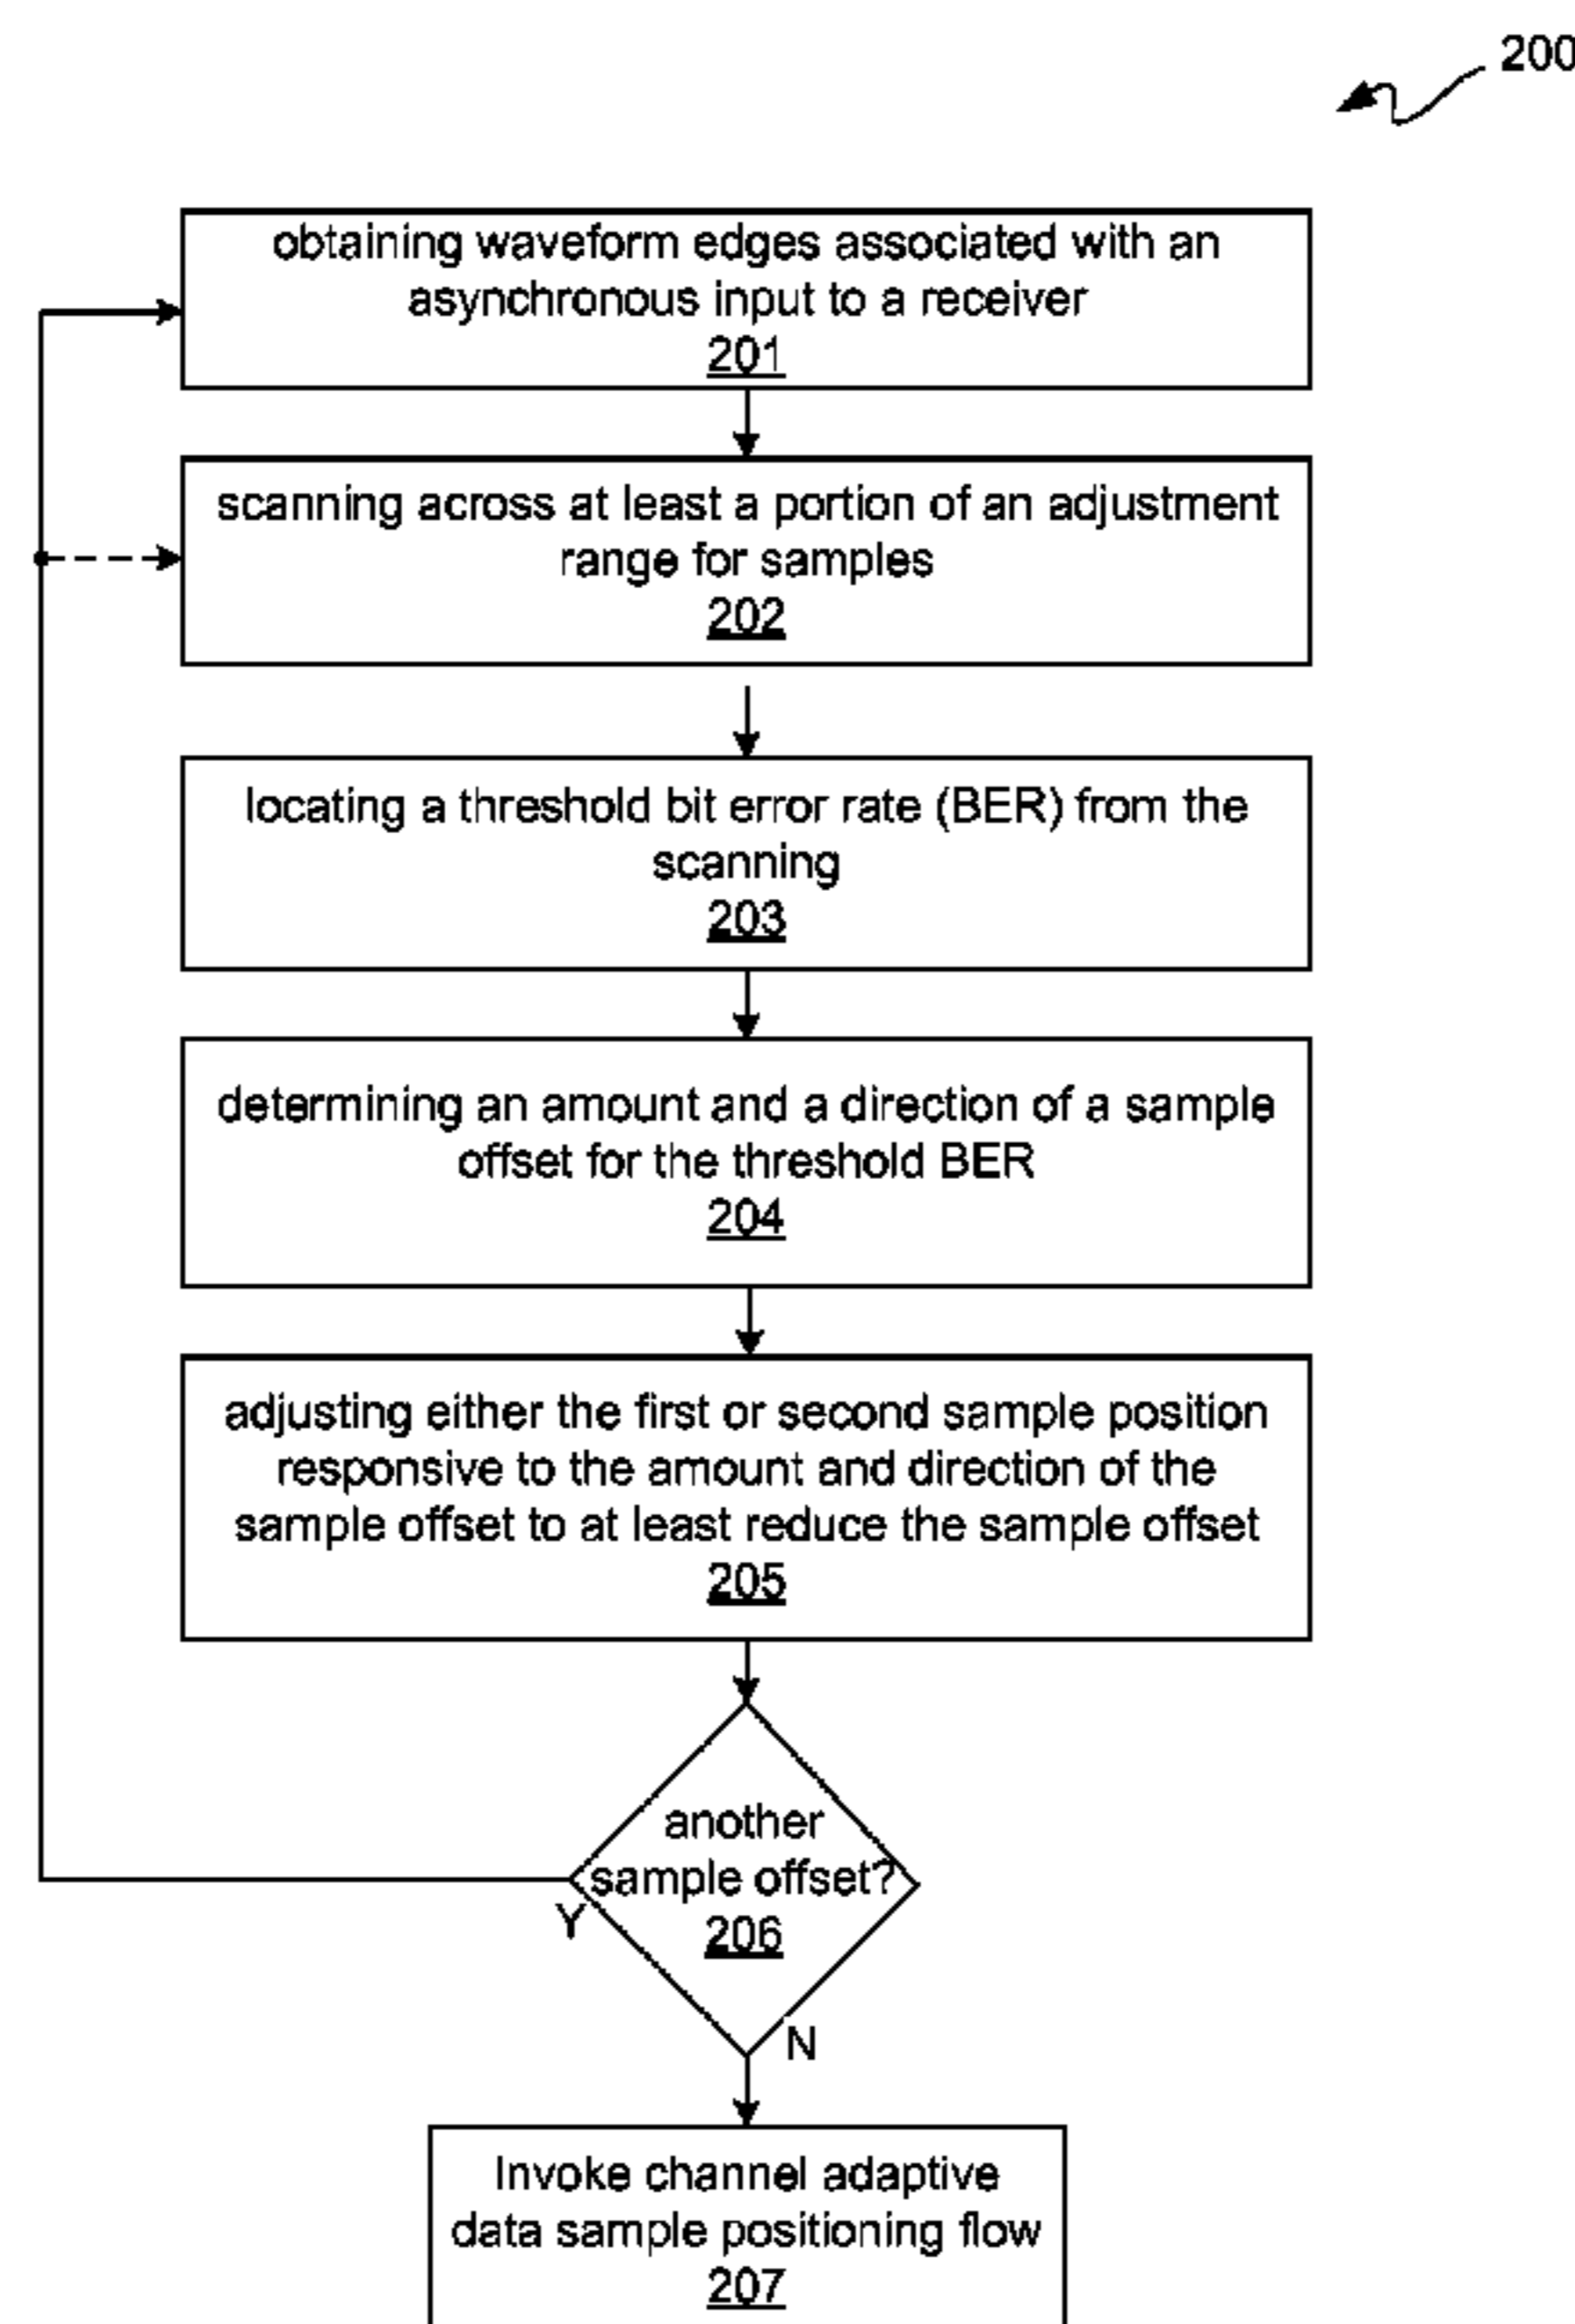 200
obtaining waveform edges associated with an
asynchronous input to a receiver
201
scanning across at least a portion of an adjustment
range for samples
202
locating a threshold bit error rate (BER) from the
scanning
203
determining an amount and a direction of a sample
offset for the threshold BER
204
adjusting either the first or second sample position
responsive to the amount and direction of the
sample offset to at least reduce the sample offset
205
another
sample offset?
206
Y
N
Invoke channel adaptive
data sample positioning flow
207